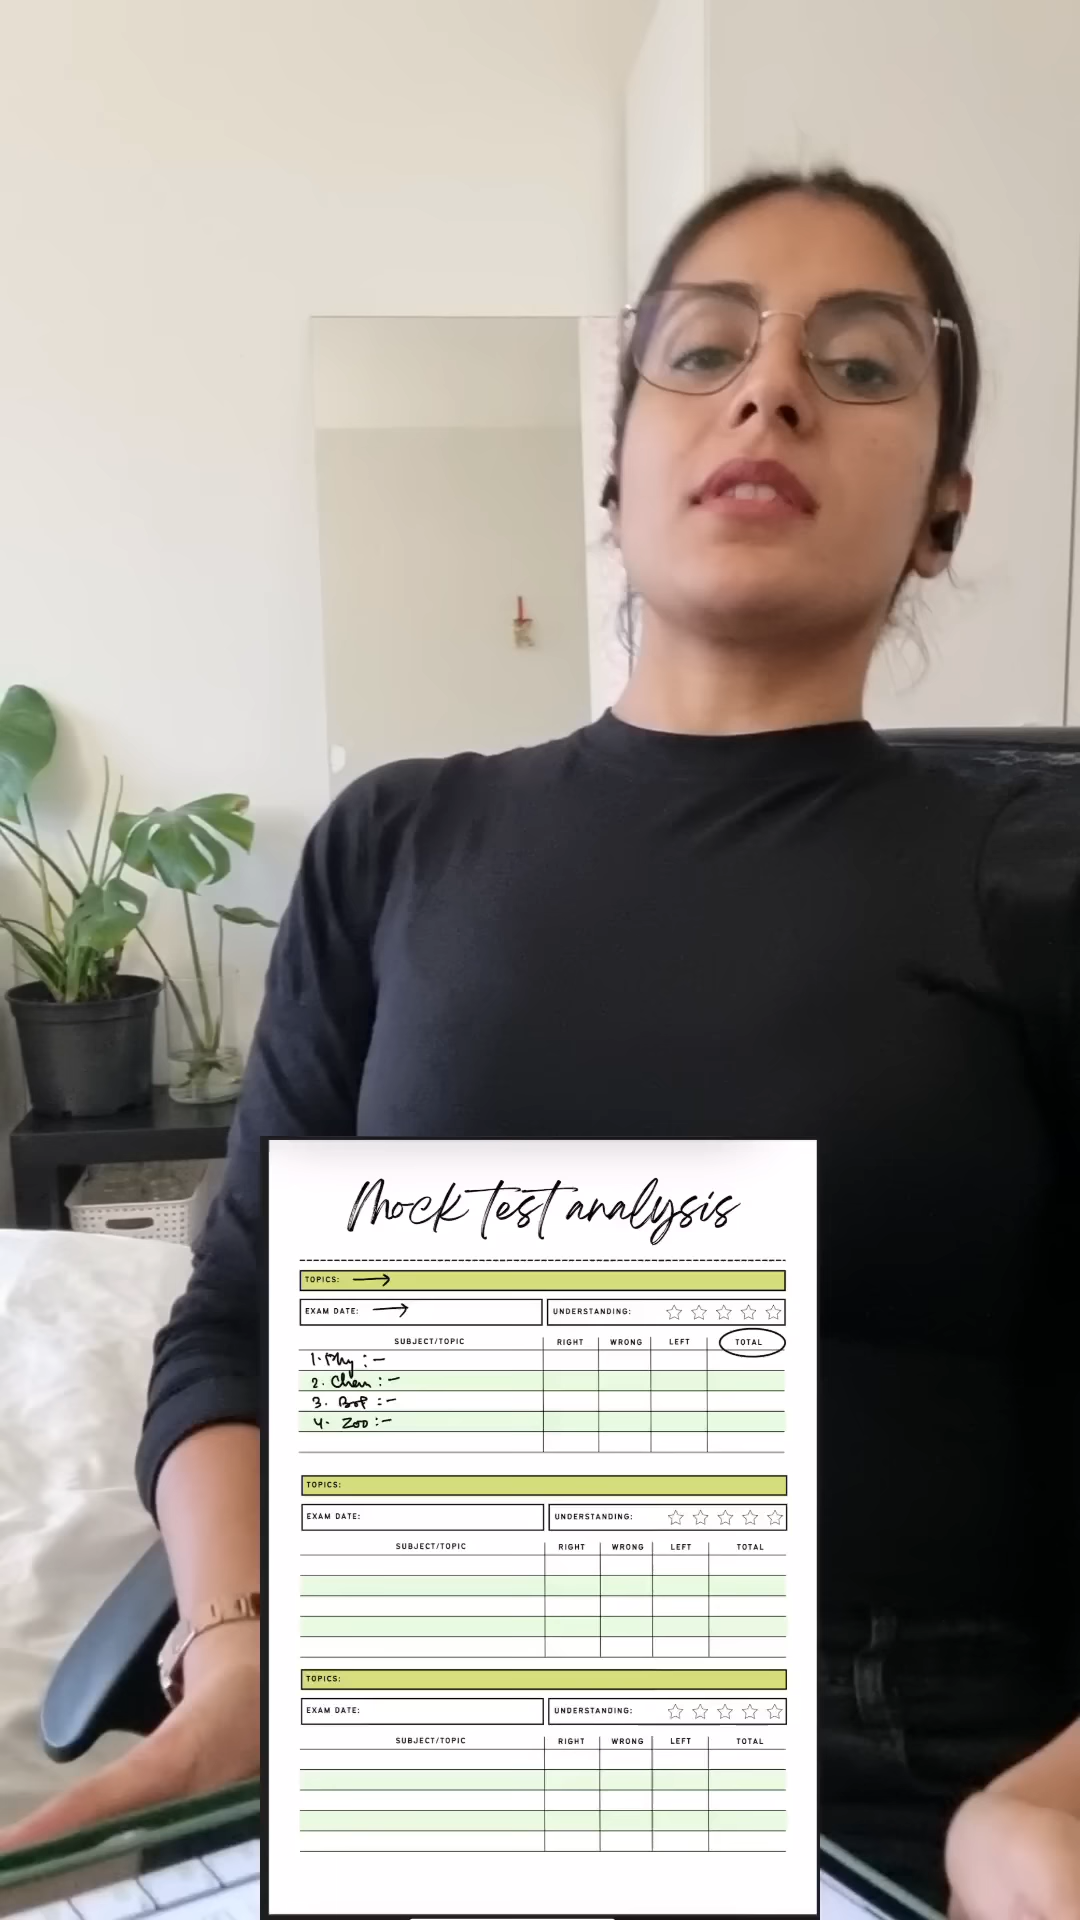 Mock test analysis
TOPICS: →
EXAM DATE: → UNDERSTANDING:
SUBJECT/TOPIC RIGHT WRONG LEFT TOTAL
1. Phy :-
2. Chem :-
3. Bot :-
4. Zoo :-
TOPICS:
EXAM DATE: UNDERSTANDING:
SUBJECT/TOPIC RIGHT WRONG LEFT TOTAL
TOPICS:
EXAM DATE: UNDERSTANDING:
SUBJECT/TOPIC RIGHT WRONG LEFT TOTAL